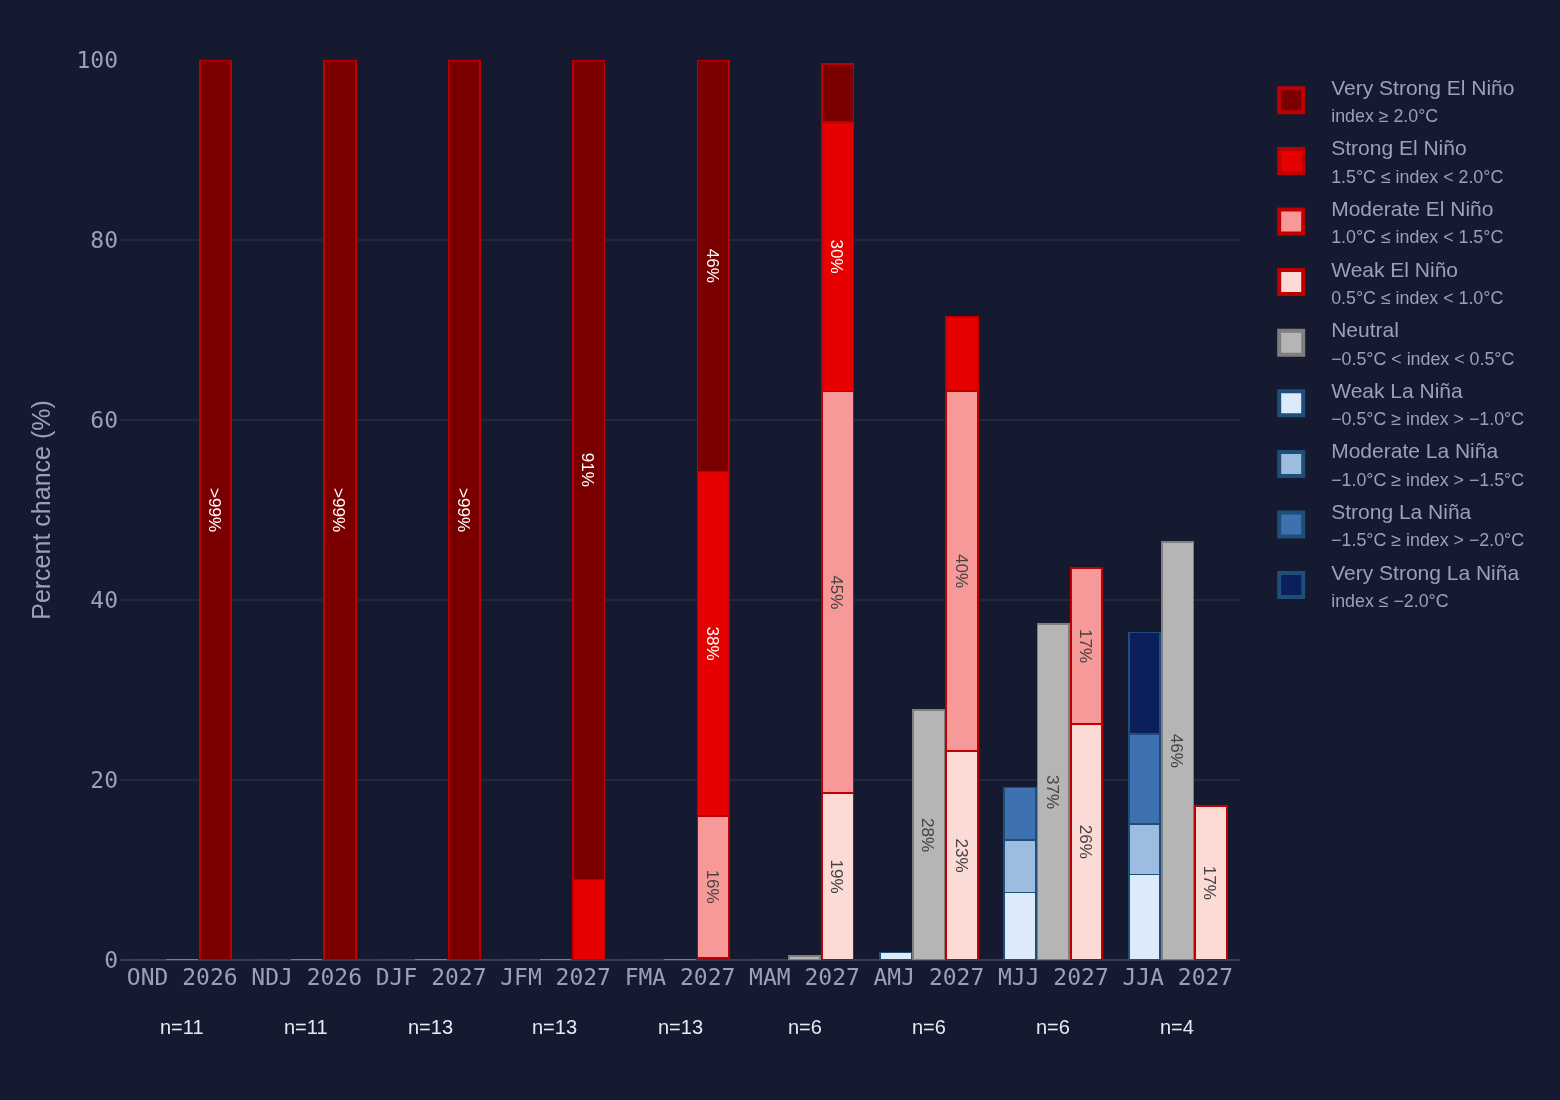 100
80
60
40
20
0
Percent chance (%)
>99%
>99%
>99%
91%
46%
38%
16%
30%
45%
19%
28%
40%
23%
37%
17%
26%
46%
17%
OND 2026 NDJ 2026 DJF 2027 JFM 2027 FMA 2027 MAM 2027 AMJ 2027 MJJ 2027 JJA 2027
n=11 n=11 n=13 n=13 n=13 n=6 n=6 n=6 n=4
Very Strong El Niño
index ≥ 2.0°C
Strong El Niño
1.5°C ≤ index < 2.0°C
Moderate El Niño
1.0°C ≤ index < 1.5°C
Weak El Niño
0.5°C ≤ index < 1.0°C
Neutral
−0.5°C < index < 0.5°C
Weak La Niña
−0.5°C ≥ index > −1.0°C
Moderate La Niña
−1.0°C ≥ index > −1.5°C
Strong La Niña
−1.5°C ≥ index > −2.0°C
Very Strong La Niña
index ≤ −2.0°C